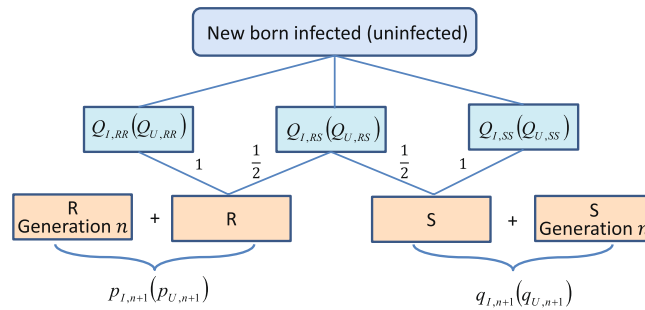 New born infected (uninfected)
Q_{I,RR}(Q_{U,RR}) Q_{I,RS}(Q_{U,RS}) Q_{I,SS}(Q_{U,SS})
1 1/2 1/2 1
R Generation n + R S + S Generation n
p_{I,n+1}(p_{U,n+1}) q_{I,n+1}(q_{U,n+1})